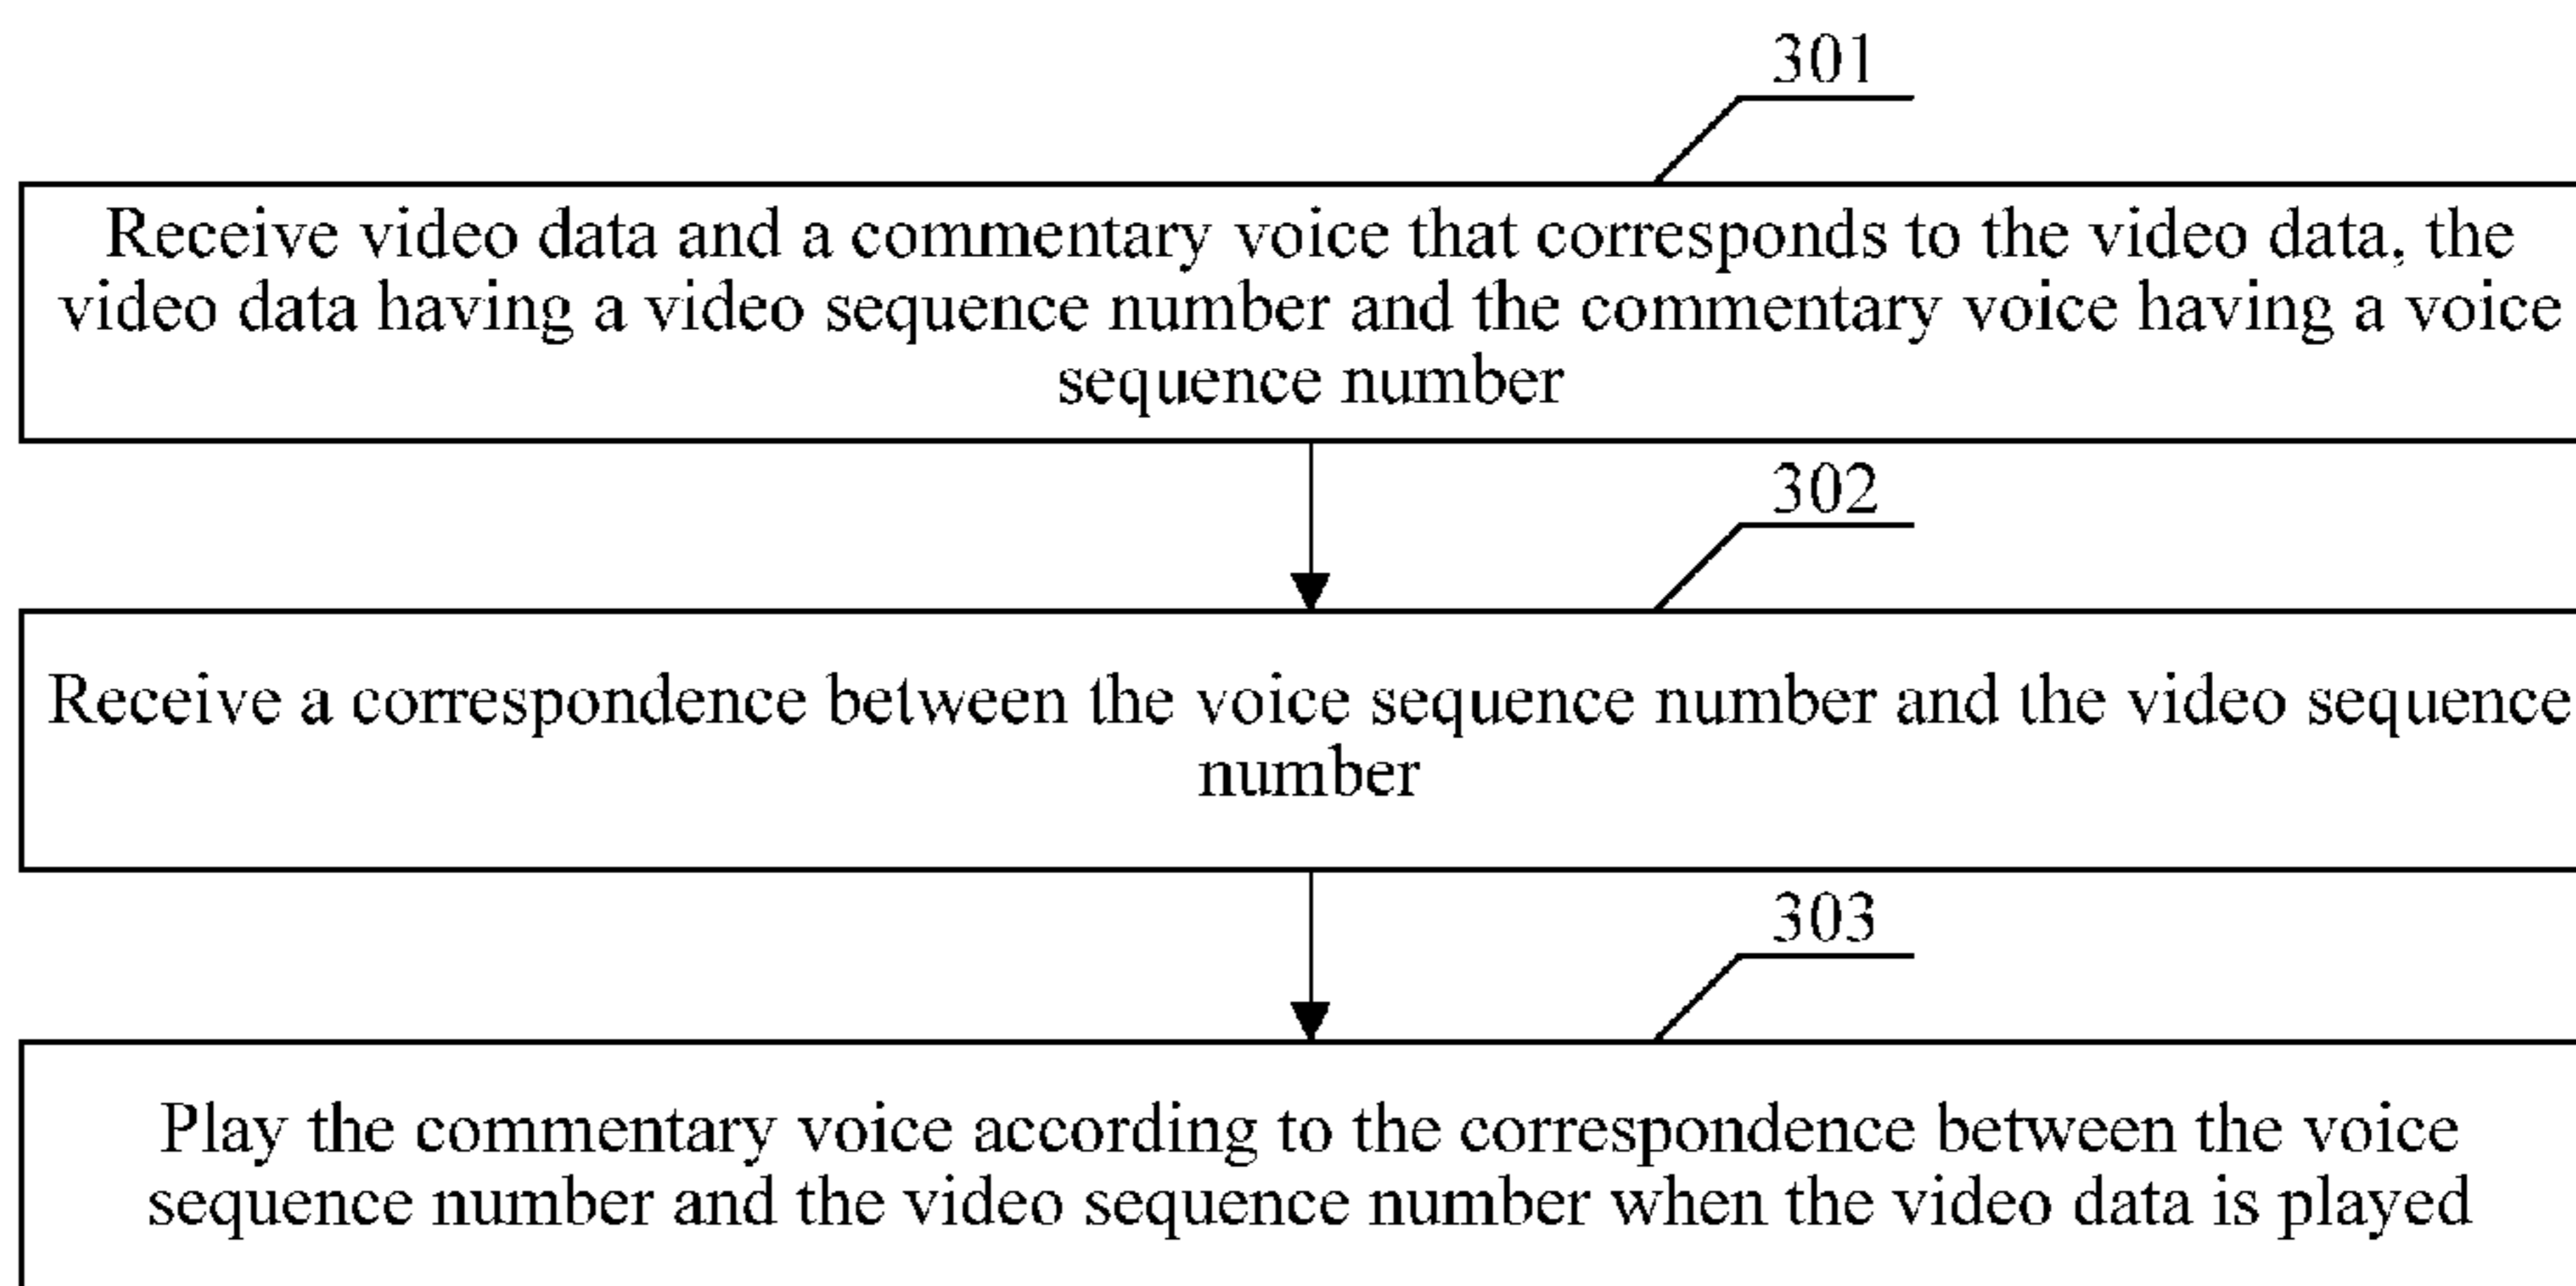 301
Receive video data and a commentary voice that corresponds to the video data, the
video data having a video sequence number and the commentary voice having a voice
sequence number
302
Receive a correspondence between the voice sequence number and the video sequence
number
303
Play the commentary voice according to the correspondence between the voice
sequence number and the video sequence number when the video data is played